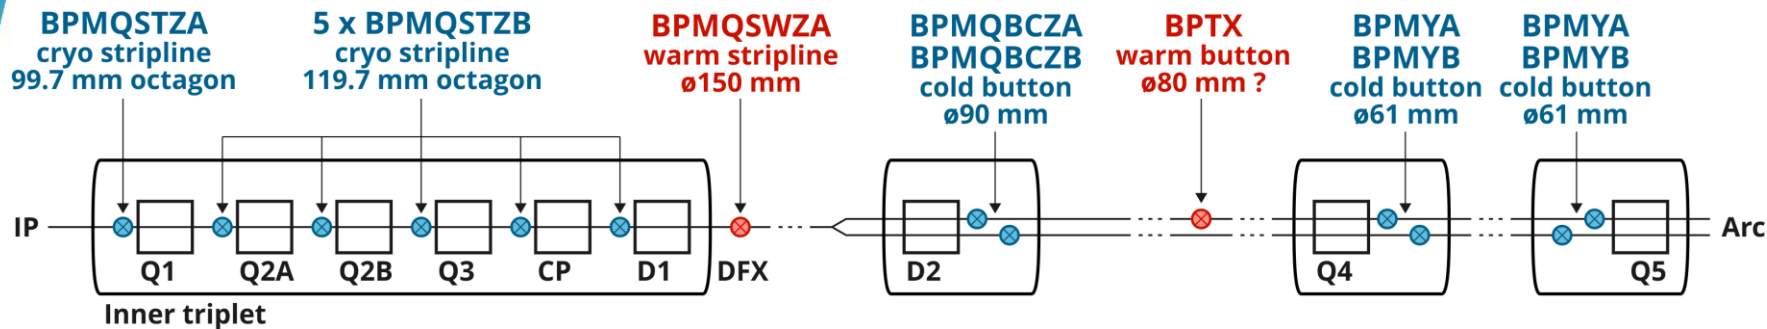 BPMQSTZA
cryo stripline
99.7 mm octagon
5 x BPMQSTZB
cryo stripline
119.7 mm octagon
BPMQSWZA
warm stripline
ø150 mm
BPMQBCZA
BPMQBCZB
cold button
ø90 mm
BPTX
warm button
ø80 mm ?
BPMYA
BPMYB
cold button
ø61 mm
BPMYA
BPMYB
cold button
ø61 mm
IP
Arc
Q1
Q2A
Q2B
Q3
CP
D1
DFX
D2
Q4
Q5
Inner triplet